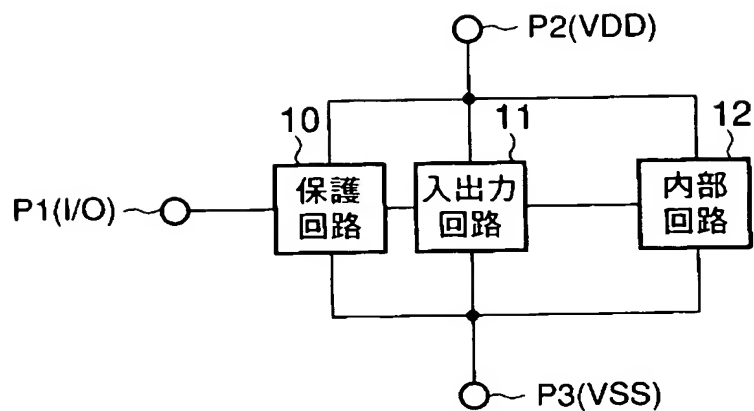 P2(VDD)
10
11
12
P1(I/O)
保護
回路
入出力
回路
内部
回路
P3(VSS)